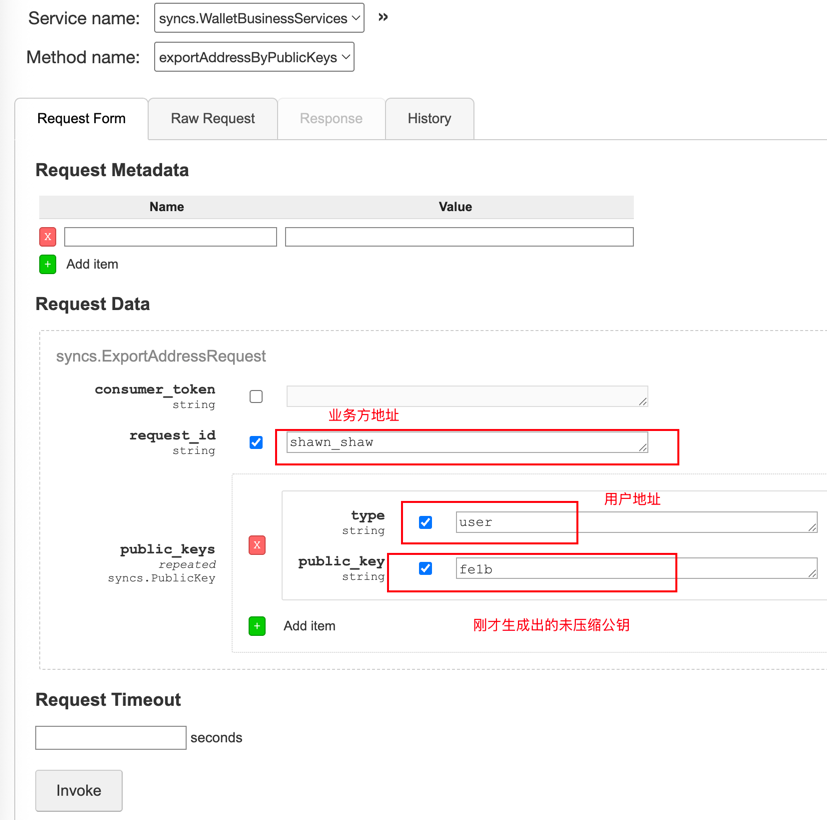 Service name: syncs.WalletBusinessServices »
Method name: exportAddressByPublicKeys
Request Form Raw Request Response History
Request Metadata
Name Value
X
+ Add item
Request Data
syncs.ExportAddressRequest
consumer_token
string
业务方地址
request_id shawn_shaw
string
用户地址
type user
string
public_keys
repeated
syncs.PublicKey
X
public_key fe1b
string
+ Add item 刚才生成出的未压缩公钥
Request Timeout
seconds
Invoke